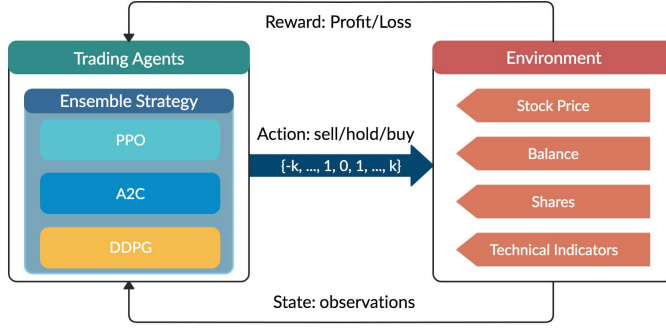 Reward: Profit/Loss
Trading Agents
Ensemble Strategy
PPO
A2C
DDPG
Action: sell/hold/buy
{-k, ..., 1, 0, 1, ..., k}
Environment
Stock Price
Balance
Shares
Technical Indicators
State: observations